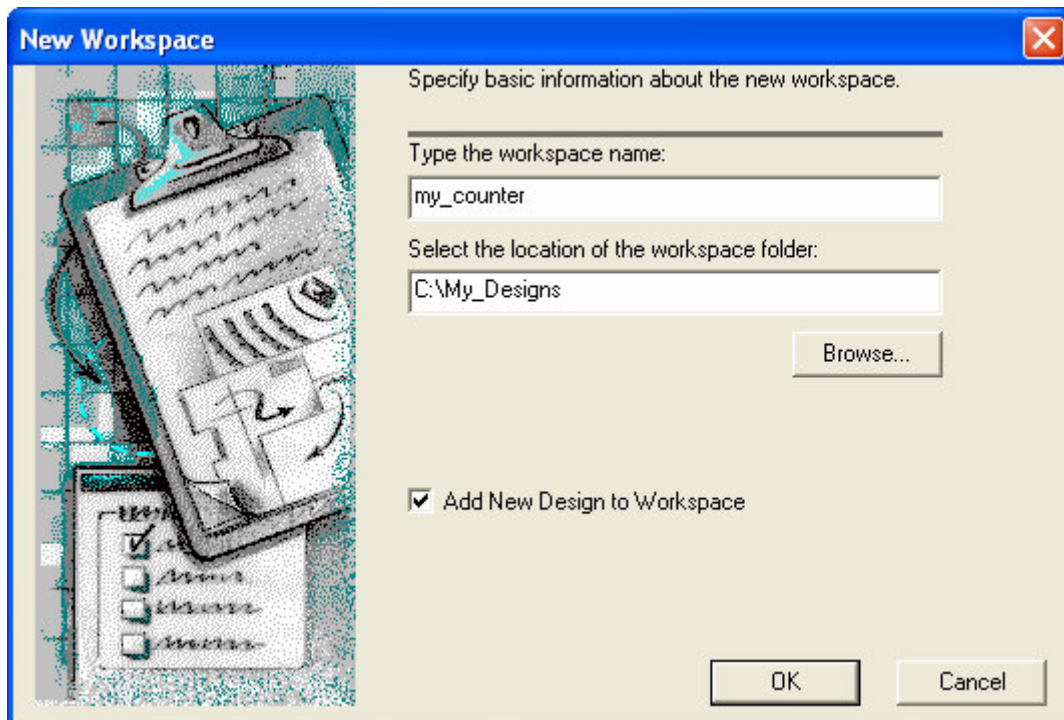 New Workspace
Specify basic information about the new workspace.
Type the workspace name:
my_counter
Select the location of the workspace folder:
C:\My_Designs
Browse...
Add New Design to Workspace
OK
Cancel